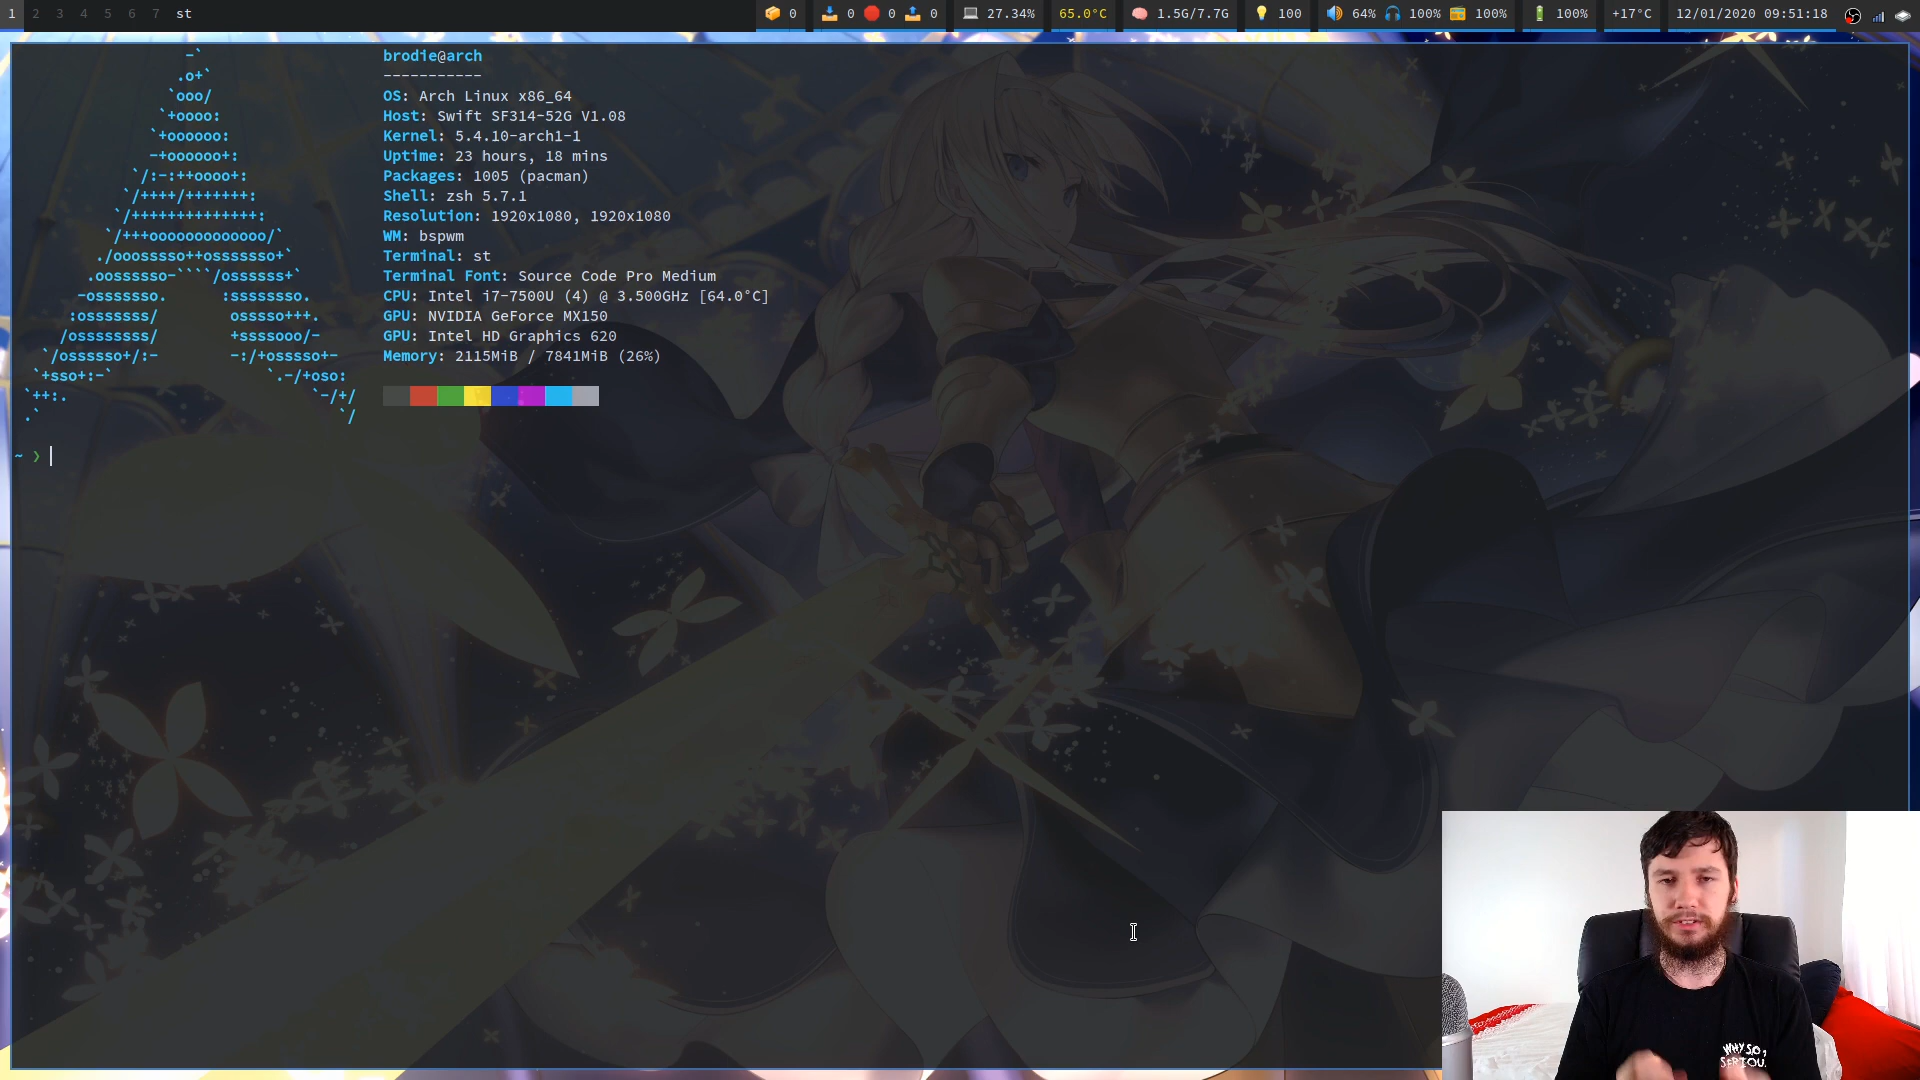 1 2 3 4 5 6 7 st 0 0 0 0 27.34% 65.0°C 1.5G/7.7G 100 64% 100% 100% 100% +17°C 12/01/2020 09:51:18
brodie@arch
-----------
OS: Arch Linux x86_64
Host: Swift SF314-52G V1.08
Kernel: 5.4.10-arch1-1
Uptime: 23 hours, 18 mins
Packages: 1005 (pacman)
Shell: zsh 5.7.1
Resolution: 1920x1080, 1920x1080
WM: bspwm
Terminal: st
Terminal Font: Source Code Pro Medium
CPU: Intel i7-7500U (4) @ 3.500GHz [64.0°C]
GPU: NVIDIA GeForce MX150
GPU: Intel HD Graphics 620
Memory: 2115MiB / 7841MiB (26%)
~ ❯
WHY SO,
SERIOU.